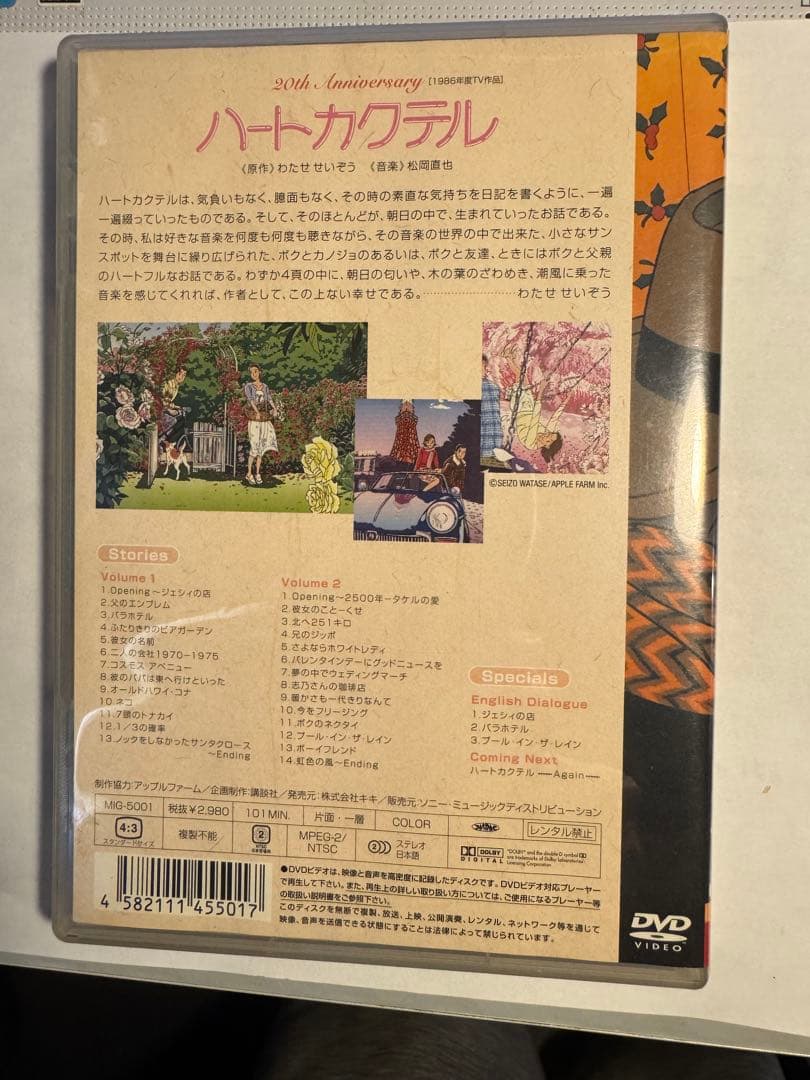 20th Anniversary [1986年度TV作品]
ハートカクテル
《原作》わたせ せいぞう 《音楽》松岡直也
ハートカクテルは、気負いもなく、臆面もなく、その時の素直な気持ちを日記を書くように、一遍
一遍綴っていったものである。そして、そのほとんどが、朝日の中で、生まれていったお話である。
その時、私は好きな音楽を何度も何度も聴きながら、その音楽の世界の中で出来た、小さなサン
スポットを舞台に繰り広げられた、ボクとカノジョのあるいは、ボクと友達、ときにはボクと父親
のハートフルなお話である。わずか4頁の中に、朝日の匂いや、木の葉のざわめき、潮風に乗った
音楽を感じてくれれば、作者として、この上ない幸せである。……………………わたせ せいぞう
©SEIZO WATASE/APPLE FARM Inc.
Stories
Volume 1
1.Opening～ジェシィの店
2.父のエンブレム
3.バラホテル
4.ふたりきりのビアガーデン
5.彼女の名前
6.二人の会社1970-1975
7.コスモス アベニュー
8.彼のパパは東へ行けといった
9.オールドハワイ・コナ
10.ネコ
11.7頭のトナカイ
12.1/3の確率
13.ノックをしなかったサンタクロース
～Ending
Volume 2
1.Opening～2500年-タケルの愛
2.彼女のこと-くせ
3.北へ251キロ
4.兄のジッポ
5.さよならホワイトレディ
6.バレンタインデーにグッドニュースを
7.夢の中でウェディングマーチ
8.志乃さんの珈琲店
9.艶かさも一代きりなんて
10.今をフリージング
11.ボクのネクタイ
12.プール・イン・ザ・レイン
13.ボーイフレンド
14.虹色の風～Ending
Specials
English Dialogue
1.ジェシィの店
2.バラホテル
3.プール・イン・ザ・レイン
Coming Next
ハートカクテル ──Again──
制作協力:アップルファーム/企画制作:講談社/発売元:株式会社キキ/販売元:ソニー・ミュージックディストリビューション
MIG-5001 税抜¥2,980 101MIN. 片面・一層 COLOR レンタル禁止
4:3
スタンダードサイズ
複製不能
2
NTSC
日本市場向
MPEG-2/
NTSC
2
ステレオ
日本語
DOLBY
DIGITAL
"DOLBY" and the double D symbol
are trademarks of Dolby Laboratories
Licensing Corporation
4 582111 455017
●DVDビデオは、映像と音声を高密度に記録したディスクです。DVDビデオ対応プレーヤー
で再生して下さい。また、再生上の詳しい取り扱い方については、ご使用になるプレーヤー等
の取扱い説明書をご参照下さい。
このディスクを無断で複製、放送、上映、公開演奏、レンタル、ネットワーク等を通じて
映像、音声を送信できる状態にすることは法律によって禁じられています。
DVD
VIDEO